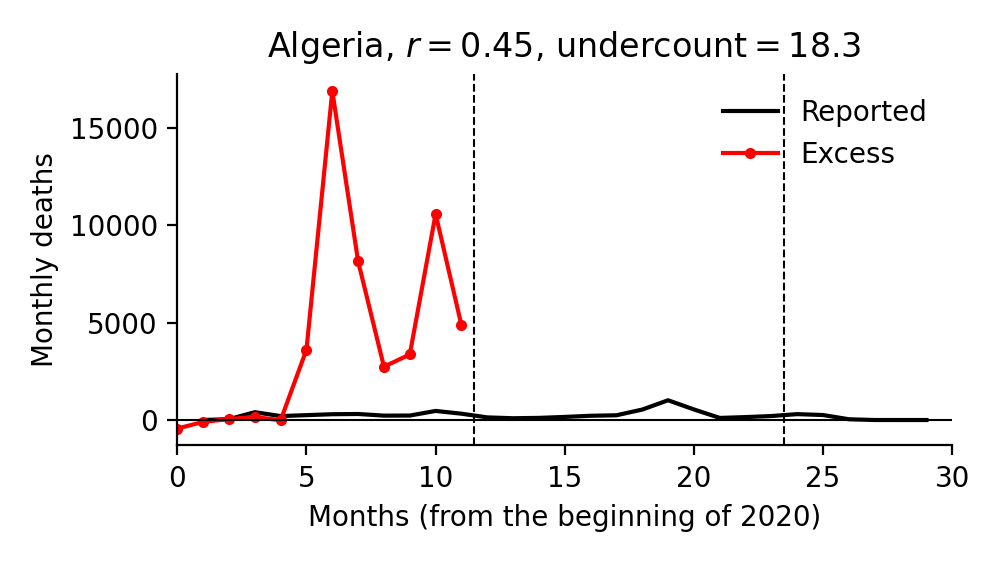 Algeria, r = 0.45, undercount = 18.3
Reported
Excess
Monthly deaths
15000
10000
5000
0
0 5 10 15 20 25 30
Months (from the beginning of 2020)